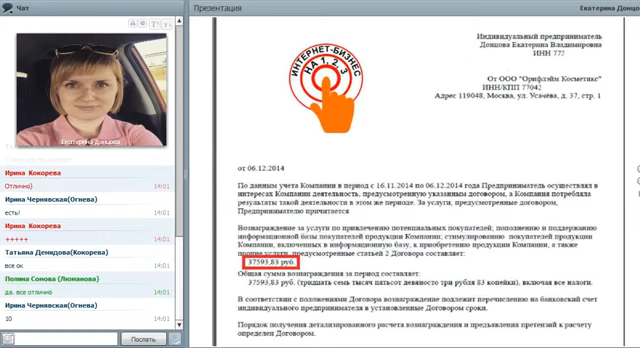 Чат
Екатерина Донцова
Ирина Кокорева
Отлично)
14:01
Ирина Чернявская(Огнева)
есть!
14:01
Ирина Кокорева
+++++
14:01
Татьяна Демидова(Кокорева)
все ок
14:01
Полина Сомова (Люманова)
да, все отлично
14:01
Ирина Чернявская(Огнева)
10
14:01
Послать
Презентация
Екатерина Донцо
ИНТЕРНЕТ-БИЗНЕС
НА 1, 2, 3
Индивидуальный предприниматель
Донцова Екатерина Владимировна
ИНН 772
От ООО "Орифлэйм Косметикс"
ИНН/КПП 77042
Адрес 119048, Москва, ул. Усачёва, д. 37, стр. 1
от 06.12.2014
По данным учета Компании в период с 16.11.2014 по 06.12.2014 года Предприниматель осуществлял в
интересах Компании деятельность, предусмотренную указанным договором, а Компания потребляла
результаты такой деятельности в этом же периоде. За услуги, предусмотренные договором,
Предпринимателю причитается
Вознаграждение за услуги по привлечению потенциальных покупателей, пополнению и поддержанию
информационной базы покупателей продукции Компании, стимулированию покупателей продукции
Компании, включенных в информационную базу, к приобретению продукции Компании, а также
прочие услуги, предусмотренные статьей 2 Договора составляет:
37593,83 руб.
Общая сумма вознаграждения за период составляет:
37593,83 руб. (тридцать семь тысяч пятьсот девяносто три рубля 83 копейки), включая все налоги.
В соответствии с положениями Договора вознаграждение подлежит перечислению на банковский счет
индивидуального предпринимателя в установленные Договором сроки.
Порядок получения детализированного расчета вознаграждения и предъявления претензий к расчету
определен Договором.